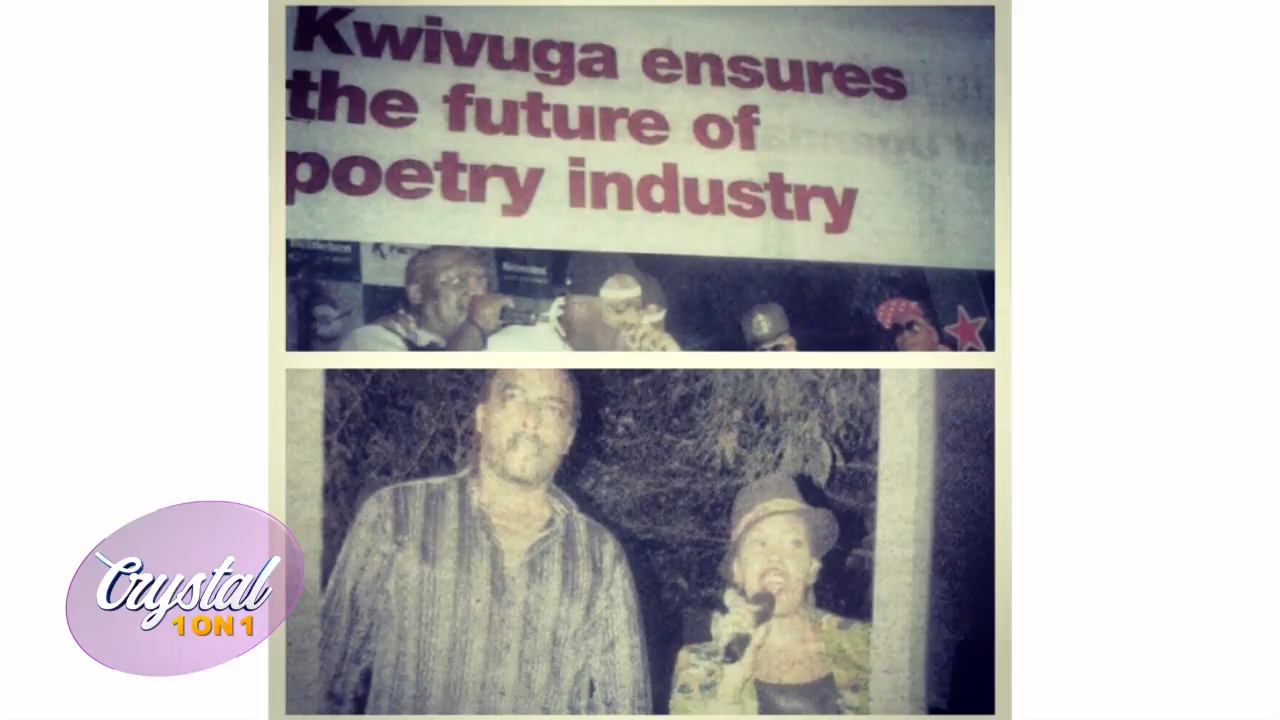 Kwivuga ensures
the future of
poetry industry
Crystal
1 ON 1